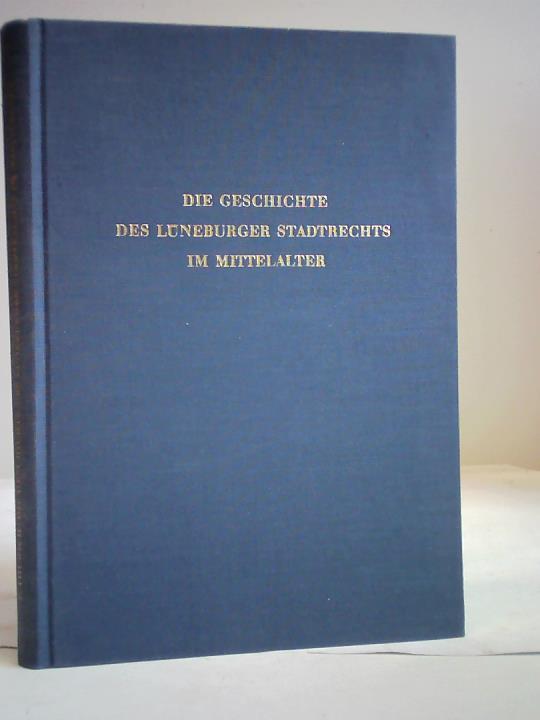 DIE GESCHICHTE
DES LÜNEBURGER STADTRECHTS
IM MITTELALTER